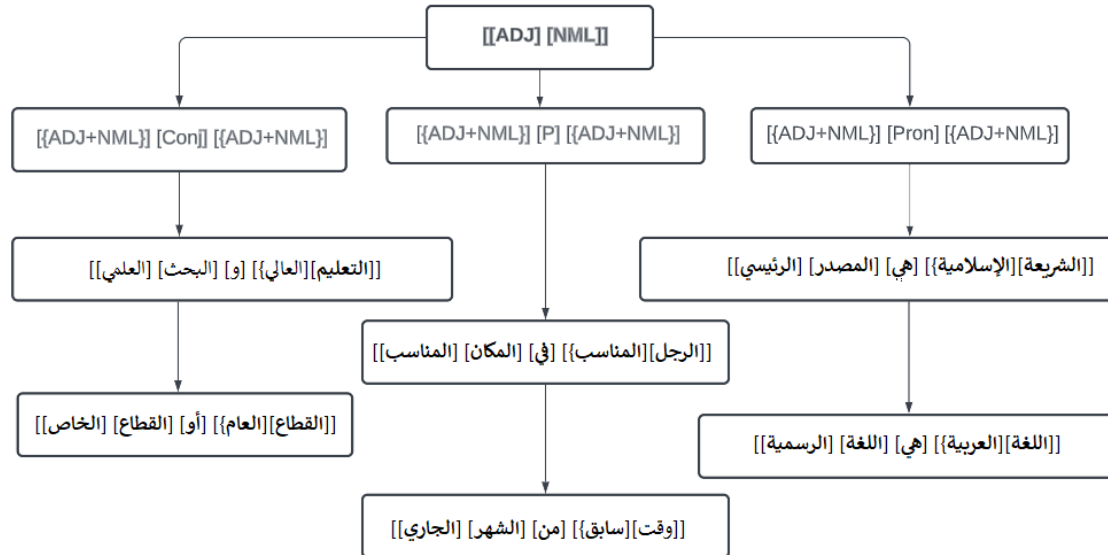 [[ADJ] [NML]]
[{ADJ+NML}] [Conj] [{ADJ+NML}]
[{ADJ+NML}] [P] [{ADJ+NML}]
[{ADJ+NML}] [Pron] [{ADJ+NML}]
[[التعليم][العالي}] [و] [البحث] [العلمي]]
[[الشريعة][الإسلامية}] [هي] [المصدر] [الرئيسي]]
[[الرجل][المناسب}] [في] [المكان] [المناسب]]
[[القطاع][العام}] [أو] [القطاع] [الخاص]]
[[اللغة][العربية}] [هي] [اللغة] [الرسمية]]
[[وقت][سابق}] [من] [الشهر] [الجاري]]